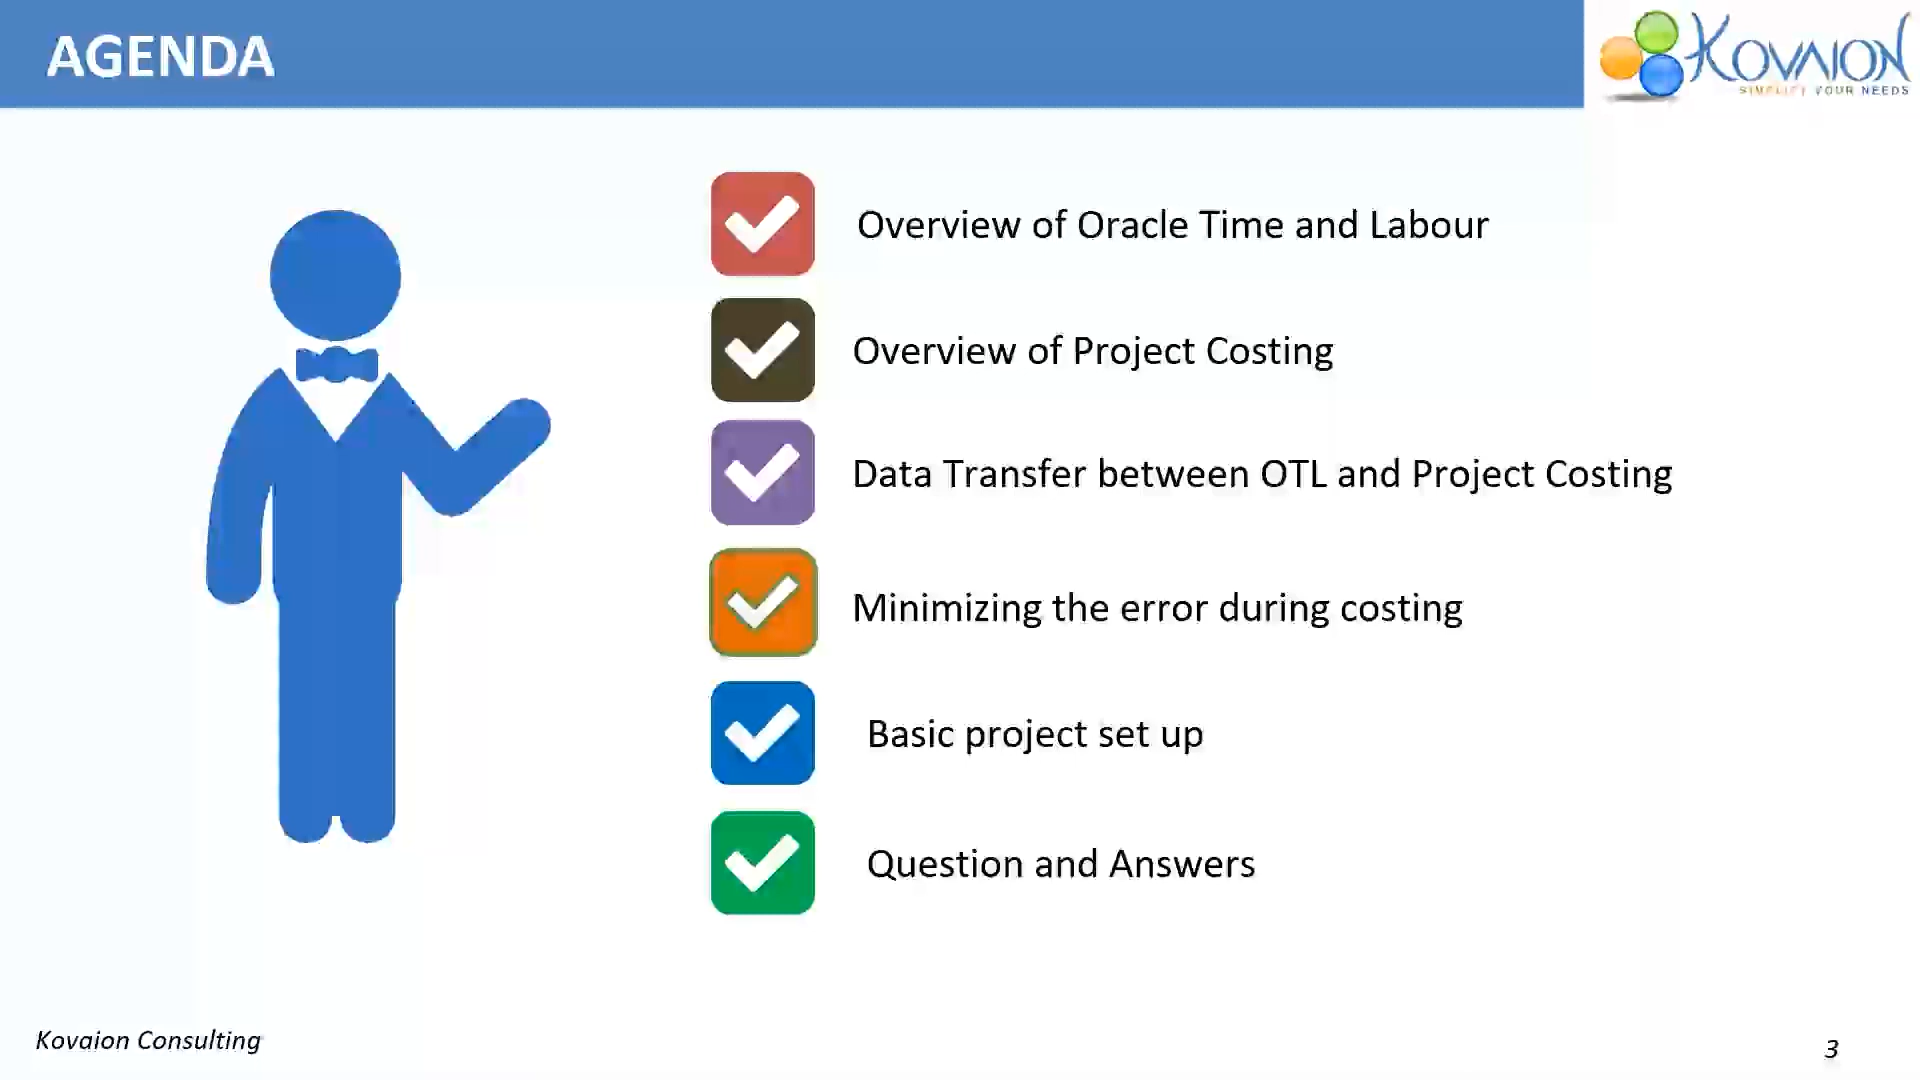 AGENDA
KOVAION
SIMPLIFY YOUR NEEDS
Overview of Oracle Time and Labour
Overview of Project Costing
Data Transfer between OTL and Project Costing
Minimizing the error during costing
Basic project set up
Question and Answers
Kovaion Consulting
3